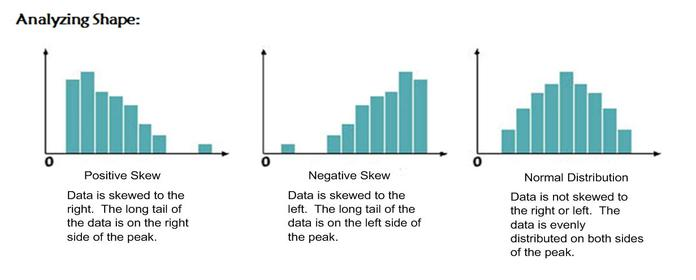 Analyzing Shape:
0
0
0
Positive Skew
Negative Skew
Normal Distribution
Data is skewed to the
right. The long tail of
the data is on the right
side of the peak.
Data is skewed to the
left. The long tail of the
data is on the left side of
the peak.
Data is not skewed to
the right or left. The
data is evenly
distributed on both sides
of the peak.